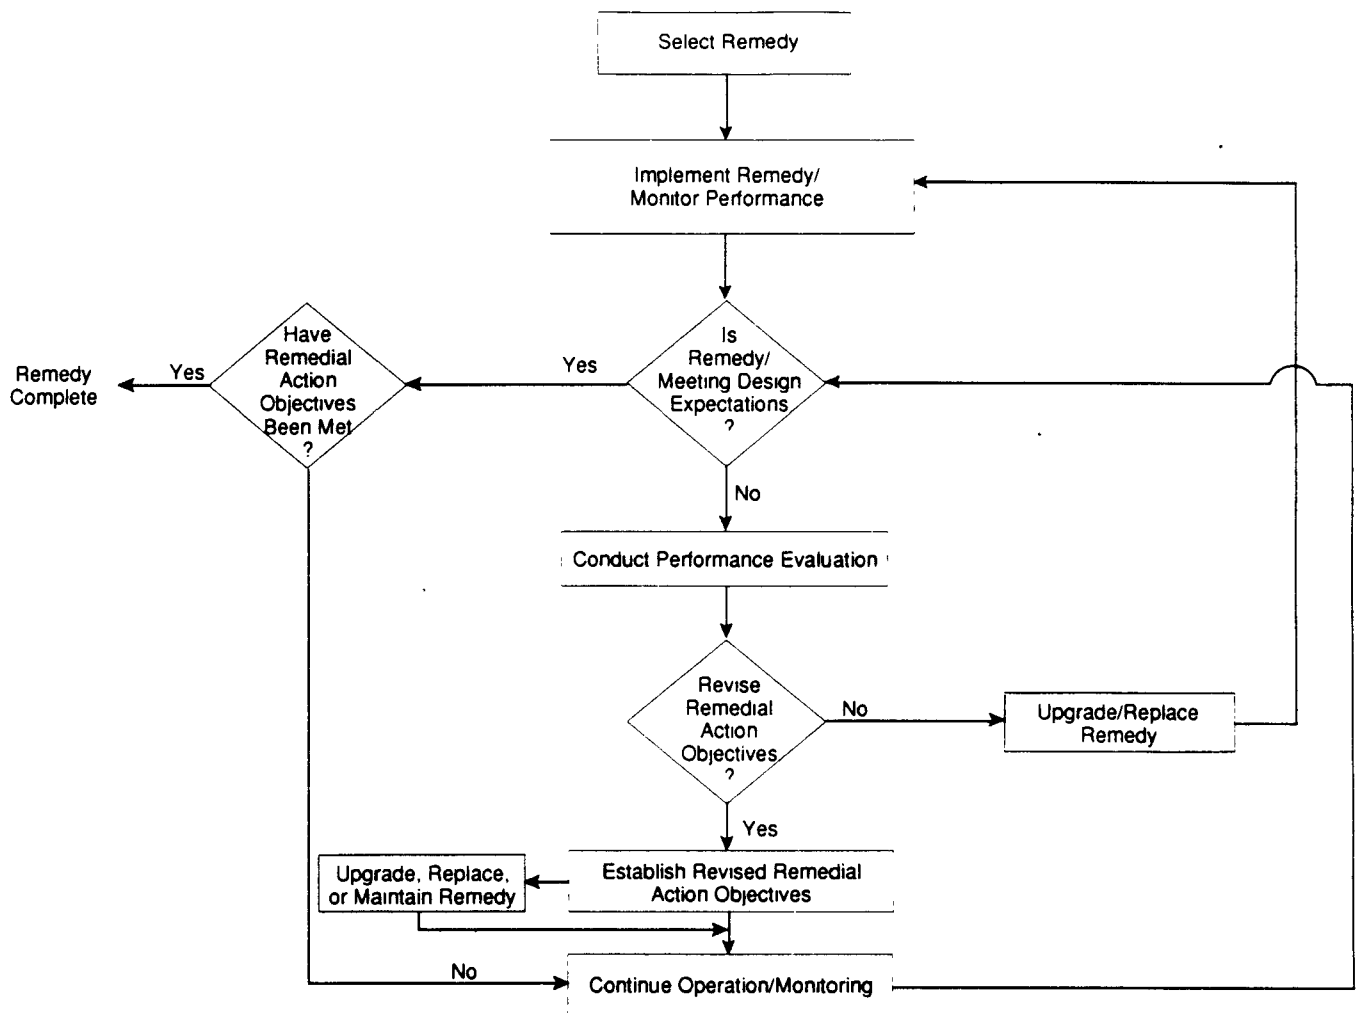 Select Remedy
Implement Remedy/
Monitor Performance
Have
Remedial
Action
Objectives
Been Met
?
Yes
Remedy
Complete
Yes
Is
Remedy/
Meeting Design
Expectations
?
No
Conduct Performance Evaluation
Revise
Remedial
Action
Objectives
?
No
Upgrade/Replace
Remedy
Yes
Upgrade, Replace,
or Maintain Remedy
Establish Revised Remedial
Action Objectives
No
Continue Operation/Monitoring